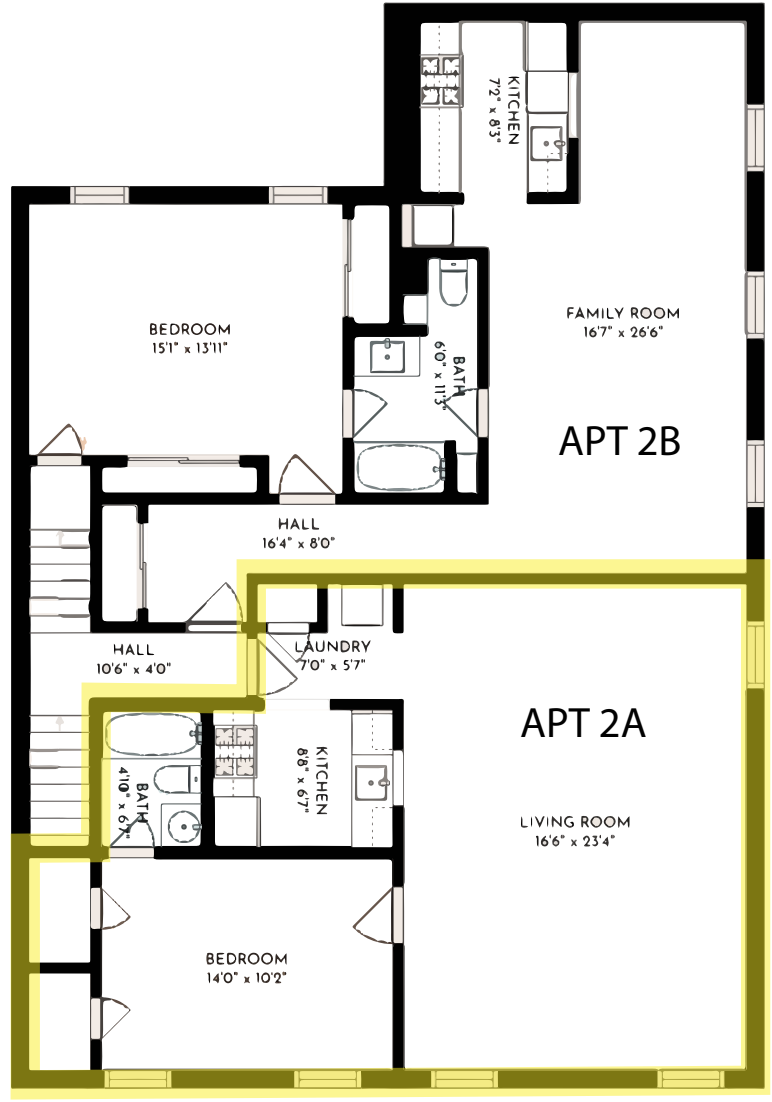 KITCHEN
7'2" x 8'3"
FAMILY ROOM
16'7" x 26'6"
BEDROOM
15'1" x 13'11"
BATH
6'0" x 11'3"
APT 2B
HALL
16'4" x 8'0"
HALL
10'6" x 4'0"
LAUNDRY
7'0" x 5'7"
APT 2A
KITCHEN
8'8" x 6'7"
BATH
4'10" x 6'7"
LIVING ROOM
16'6" x 23'4"
BEDROOM
14'0" x 10'2"